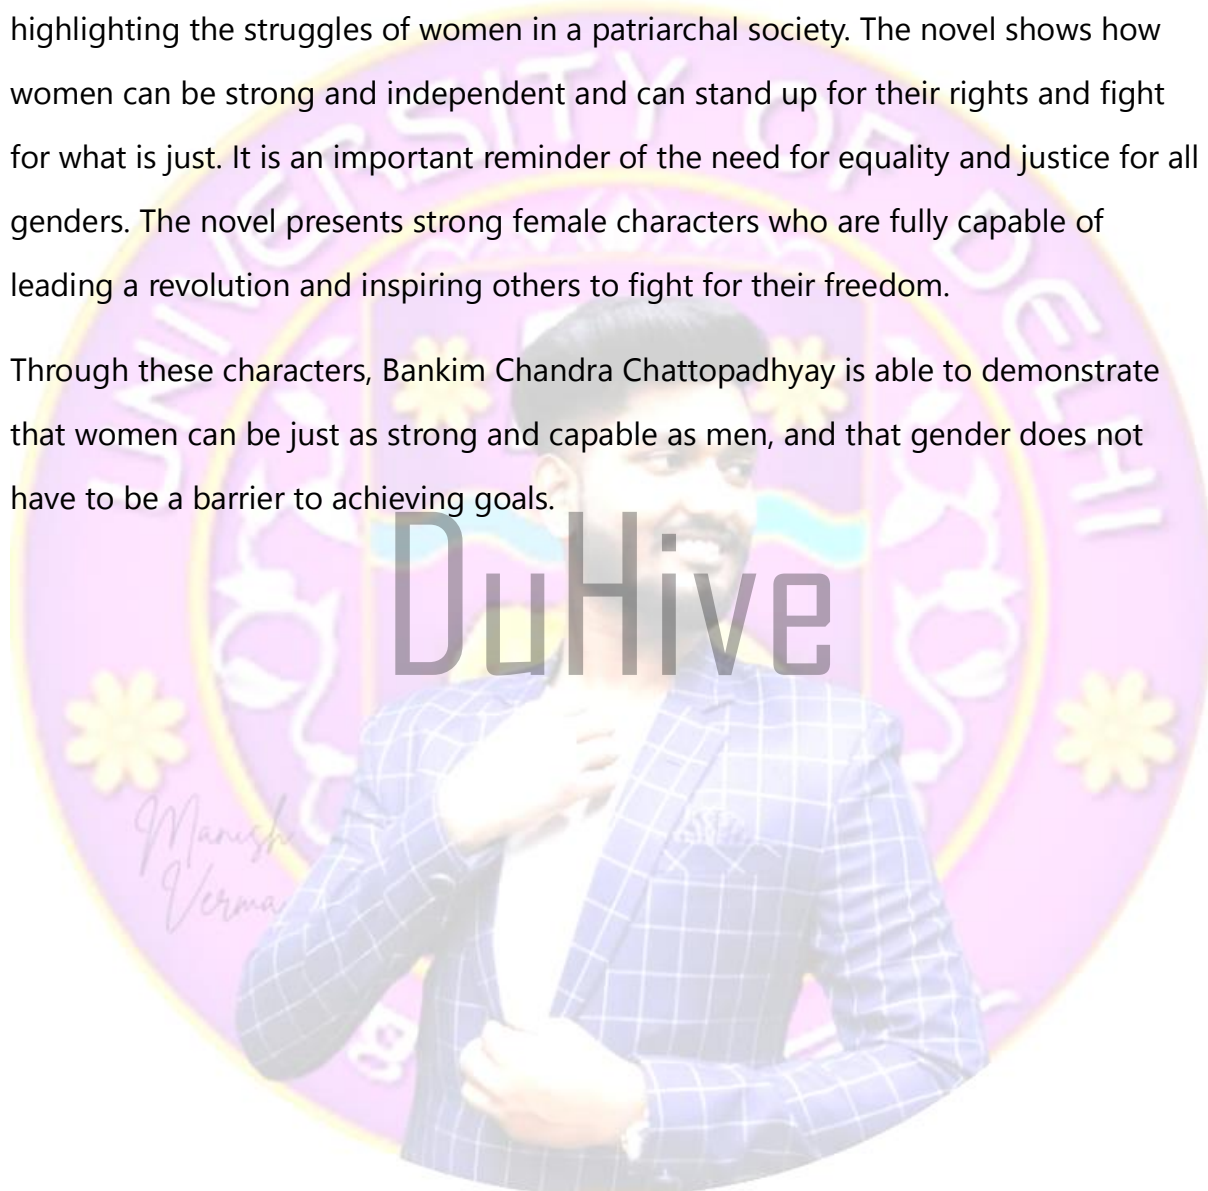 highlighting the struggles of women in a patriarchal society. The novel shows how
women can be strong and independent and can stand up for their rights and fight
for what is just. It is an important reminder of the need for equality and justice for all
genders. The novel presents strong female characters who are fully capable of
leading a revolution and inspiring others to fight for their freedom.
Through these characters, Bankim Chandra Chattopadhyay is able to demonstrate
that women can be just as strong and capable as men, and that gender does not
have to be a barrier to achieving goals.
UNIVERSITY OF DELHI
DuHive
Manish
Verma